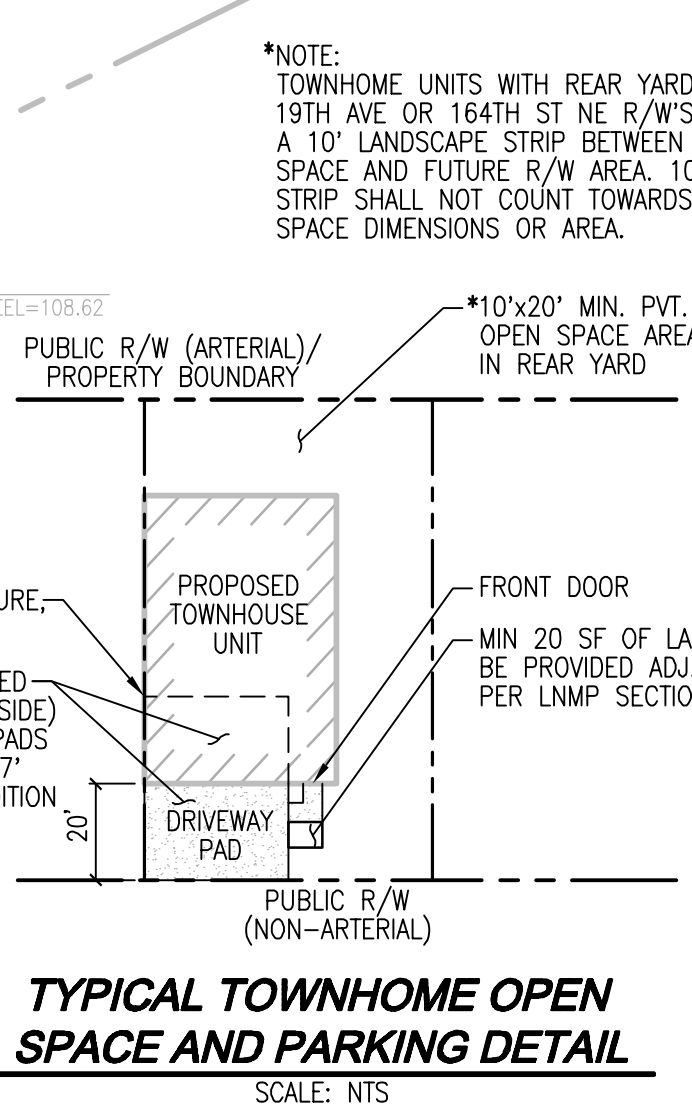 *NOTE:
TOWNHOME UNITS WITH REAR YARD
19TH AVE OR 164TH ST NE R/W'S
A 10' LANDSCAPE STRIP BETWEEN
SPACE AND FUTURE R/W AREA. 10
STRIP SHALL NOT COUNT TOWARDS
SPACE DIMENSIONS OR AREA.
EL=108.62
PUBLIC R/W (ARTERIAL)/
PROPERTY BOUNDARY
*10'x20' MIN. PVT.
OPEN SPACE AREA
IN REAR YARD
PROPOSED
TOWNHOUSE
UNIT
URE,
ED
SIDE)
PADS
7'
DITION
FRONT DOOR
MIN 20 SF OF LA
BE PROVIDED ADJ.
PER LNMP SECTIO
20'
DRIVEWAY
PAD
PUBLIC R/W
(NON-ARTERIAL)
TYPICAL TOWNHOME OPEN
SPACE AND PARKING DETAIL
SCALE: NTS